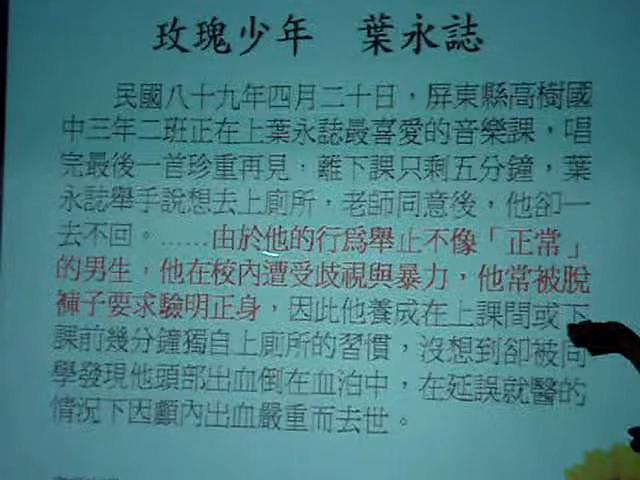 玫瑰少年　葉永誌
民國八十九年四月二十日，屏東縣高樹國
中三年二班正在上葉永誌最喜愛的音樂課，唱
完最後一首珍重再見，離下課只剩五分鐘，葉
永誌舉手說想去上廁所，老師同意後，他卻一
去不回。……由於他的行為舉止不像「正常」
的男生，他在校內遭受歧視與暴力，他常被脫
褲子要求驗明正身，因此他養成在上課間或下
課前幾分鐘獨自上廁所的習慣，沒想到卻被同
學發現他頭部出血倒在血泊中，在延誤就醫的
情況下因顱內出血嚴重而去世。